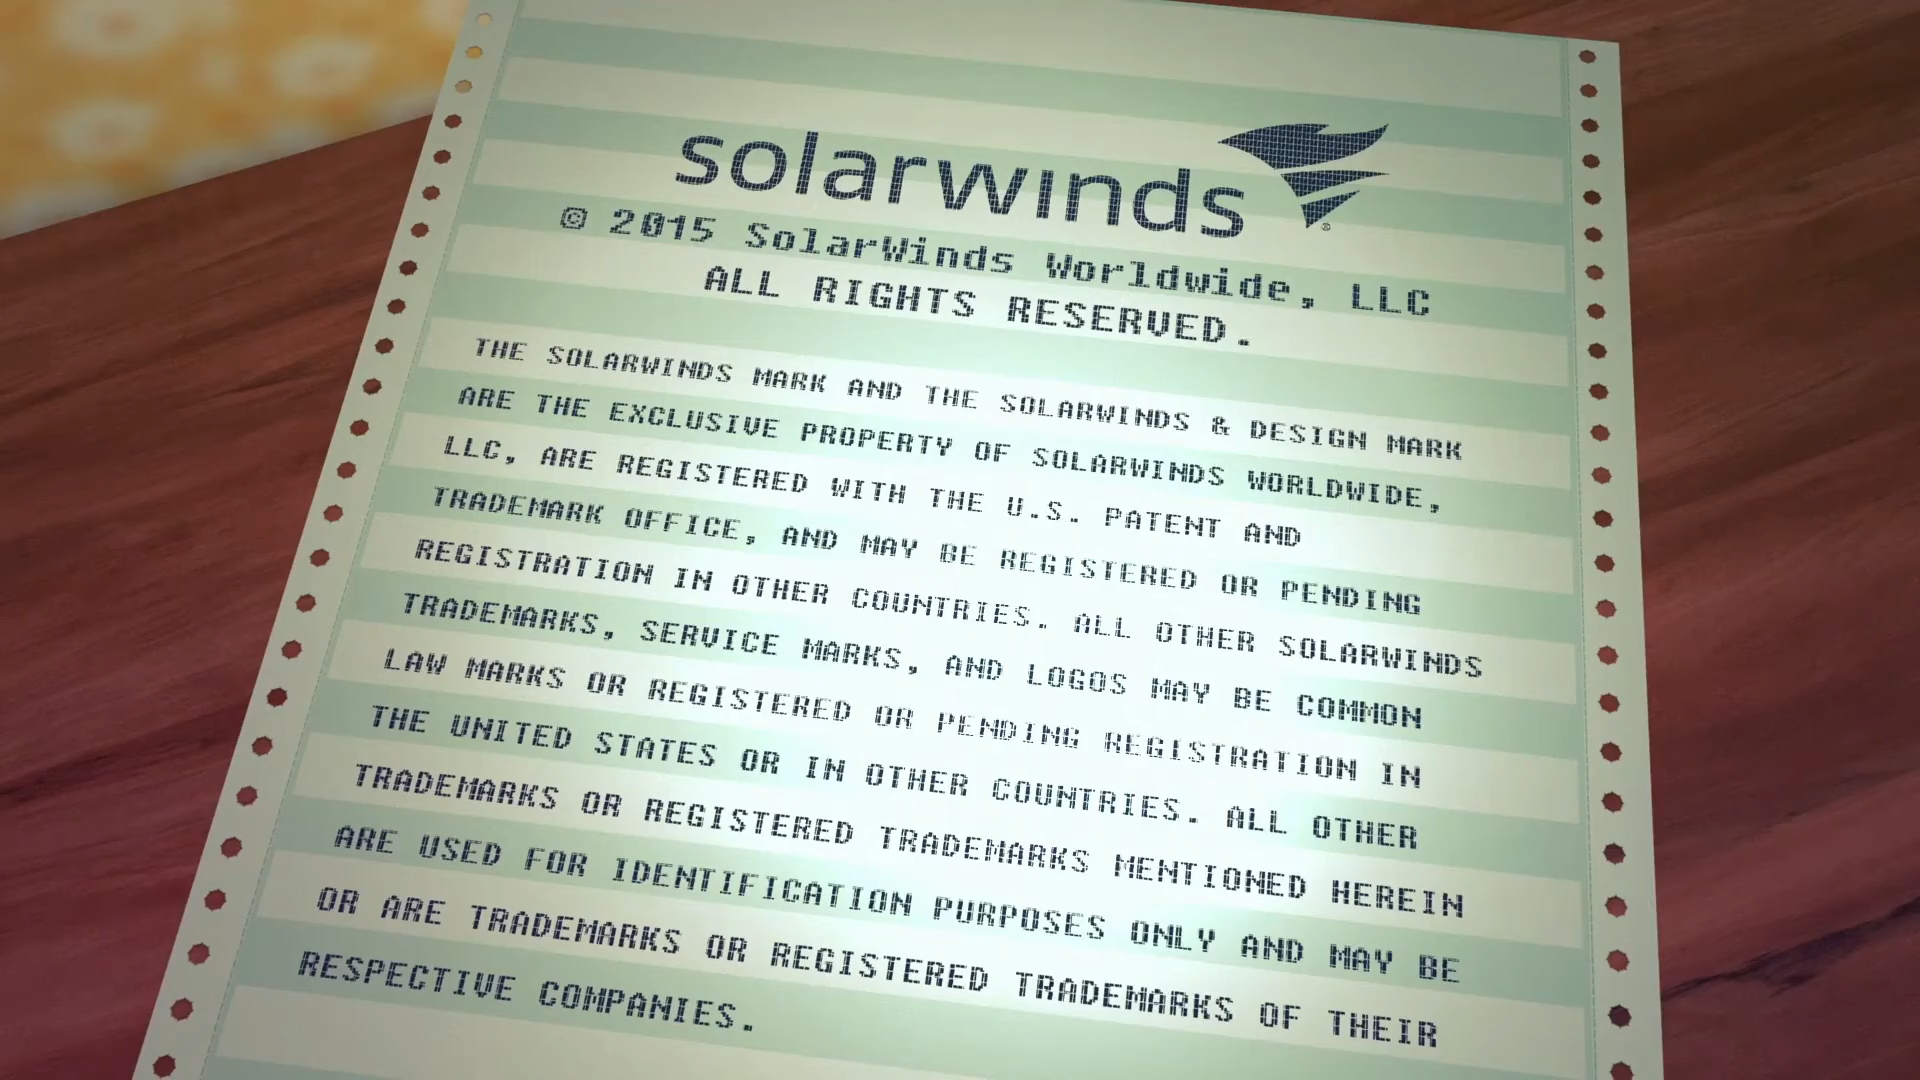 solarwinds
© 2015 SolarWinds Worldwide, LLC
ALL RIGHTS RESERVED.
THE SOLARWINDS MARK AND THE SOLARWINDS & DESIGN MARK
ARE THE EXCLUSIVE PROPERTY OF SOLARWINDS WORLDWIDE,
LLC, ARE REGISTERED WITH THE U.S. PATENT AND
TRADEMARK OFFICE, AND MAY BE REGISTERED OR PENDING
REGISTRATION IN OTHER COUNTRIES. ALL OTHER SOLARWINDS
TRADEMARKS, SERVICE MARKS, AND LOGOS MAY BE COMMON
LAW MARKS OR REGISTERED OR PENDING REGISTRATION IN
THE UNITED STATES OR IN OTHER COUNTRIES. ALL OTHER
TRADEMARKS OR REGISTERED TRADEMARKS MENTIONED HEREIN
ARE USED FOR IDENTIFICATION PURPOSES ONLY AND MAY BE
OR ARE TRADEMARKS OR REGISTERED TRADEMARKS OF THEIR
RESPECTIVE COMPANIES.